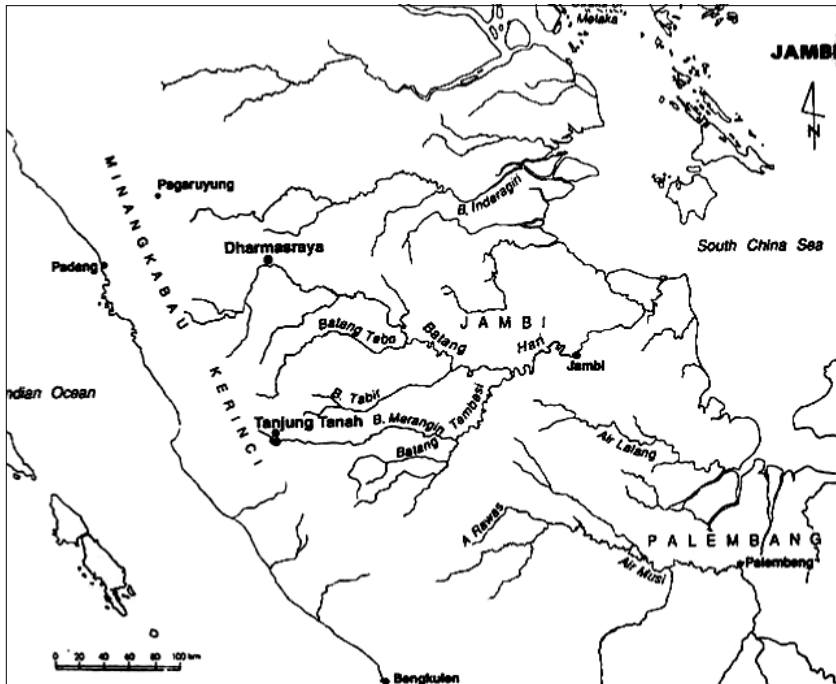 Melaka
JAMBI
N
MINANGKABAU
Pagaruyung
B. Inderagiri
South China Sea
Dharmasraya
Padang
JAMBI
Batang Tebo
Batang
Hari
Jambi
Indian Ocean
KERINCI
B. Tabir
Tanjung Tanah
B. Merangin
Batang Tembesi
Air Lalang
A. Rawas
PALEMBANG
Air Musi
Palembang
0 20 40 60 80 100 km
Bengkulen